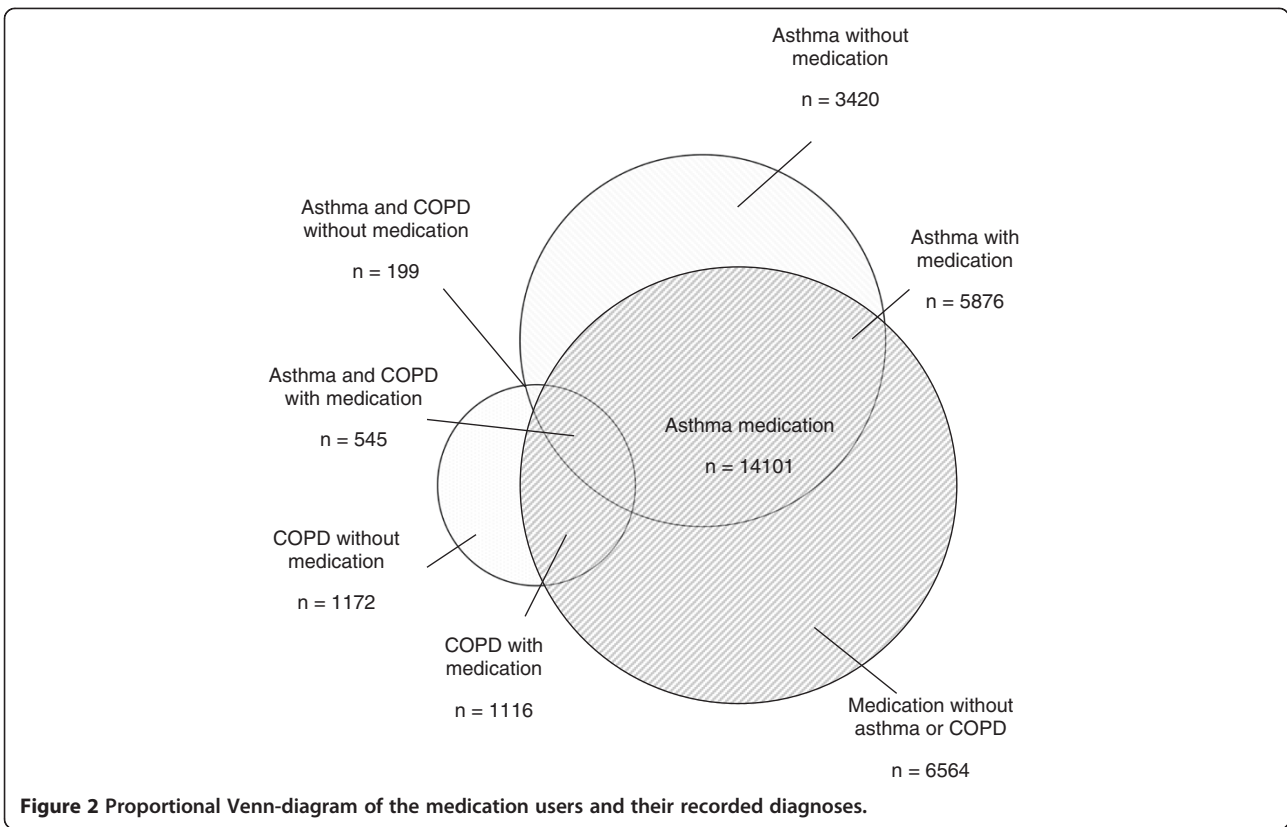 Asthma without
medication
n = 3420
Asthma and COPD
without medication
n = 199
Asthma with
medication
n = 5876
Asthma and COPD
with medication
n = 545
Asthma medication
n = 14101
COPD without
medication
n = 1172
COPD with
medication
n = 1116
Medication without
asthma or COPD
n = 6564
Figure 2 Proportional Venn-diagram of the medication users and their recorded diagnoses.